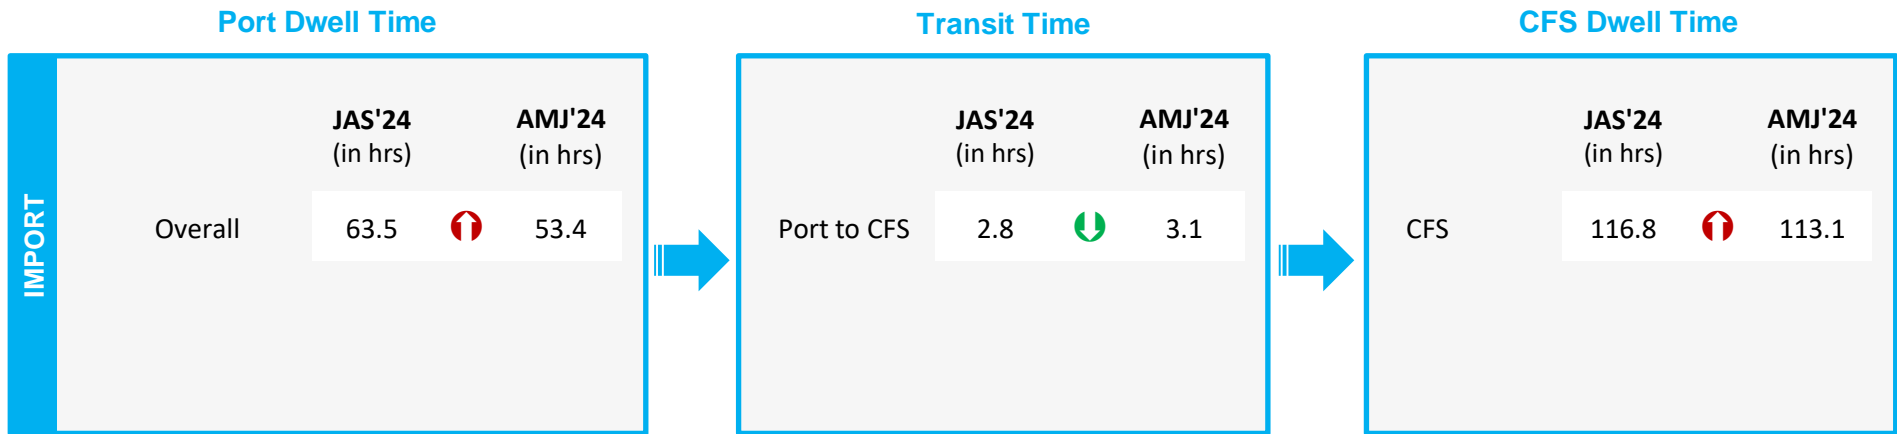 Port Dwell Time
Transit Time
CFS Dwell Time
IMPORT
JAS'24 AMJ'24
(in hrs) (in hrs)
Overall 63.5 53.4
JAS'24 AMJ'24
(in hrs) (in hrs)
Port to CFS 2.8 3.1
JAS'24 AMJ'24
(in hrs) (in hrs)
CFS 116.8 113.1